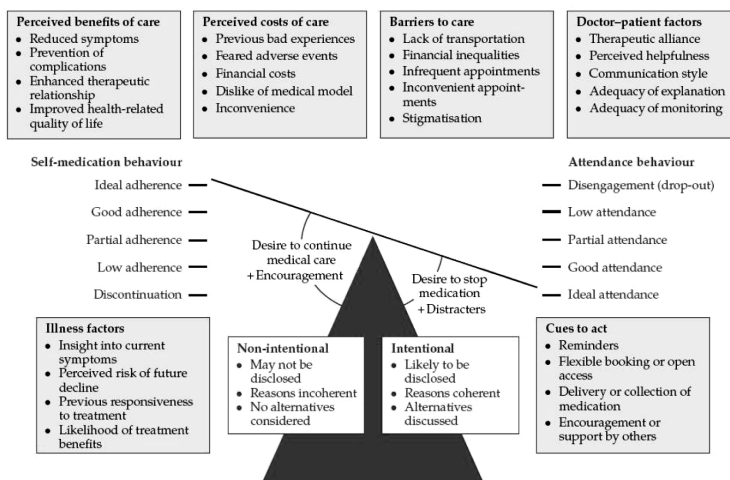 Perceived benefits of care
• Reduced symptoms
• Prevention of
complications
• Enhanced therapeutic
relationship
• Improved health-related
quality of life
Perceived costs of care
• Previous bad experiences
• Feared adverse events
• Financial costs
• Dislike of medical model
• Inconvenience
Barriers to care
• Lack of transportation
• Financial inequalities
• Infrequent appointments
• Inconvenient appoint-
ments
• Stigmatisation
Doctor–patient factors
• Therapeutic alliance
• Perceived helpfulness
• Communication style
• Adequacy of explanation
• Adequacy of monitoring
Self-medication behaviour
Ideal adherence
Good adherence
Partial adherence
Low adherence
Discontinuation
Desire to continue
medical care
+ Encouragement
Desire to stop
medication
+ Distracters
Attendance behaviour
Disengagement (drop-out)
Low attendance
Partial attendance
Good attendance
Ideal attendance
Illness factors
• Insight into current
symptoms
• Perceived risk of future
decline
• Previous responsiveness
to treatment
• Likelihood of treatment
benefits
Non-intentional
• May not be
disclosed
• Reasons incoherent
• No alternatives
considered
Intentional
• Likely to be
disclosed
• Reasons coherent
• Alternatives
discussed
Cues to act
• Reminders
• Flexible booking or open
access
• Delivery or collection of
medication
• Encouragement or
support by others